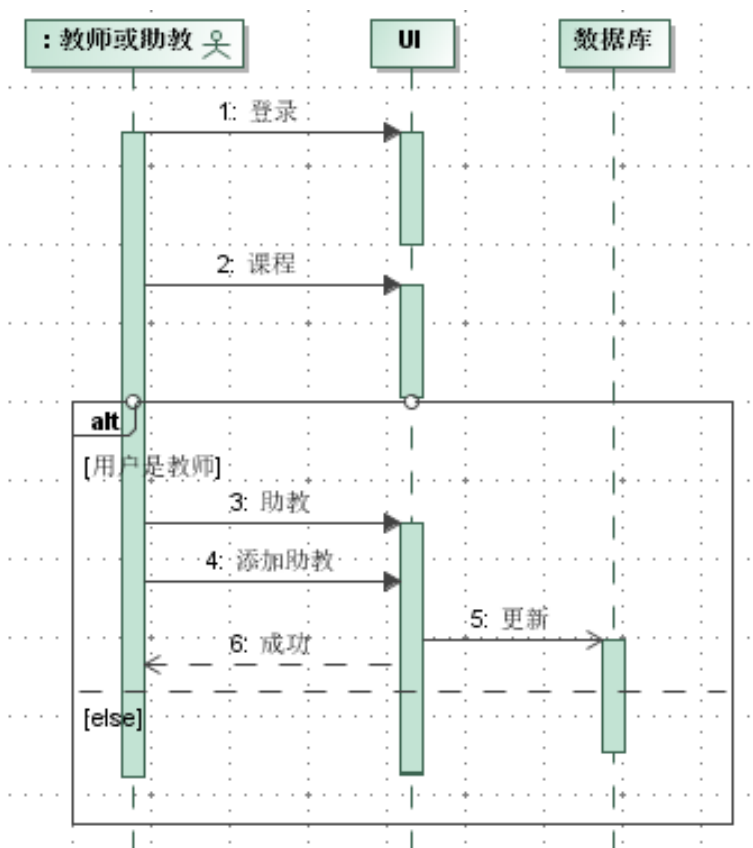 : 教师或助教
UI
数据库
1: 登录
2: 课程
alt
[用户是教师]
3: 助教
4: 添加助教
5: 更新
6: 成功
[else]